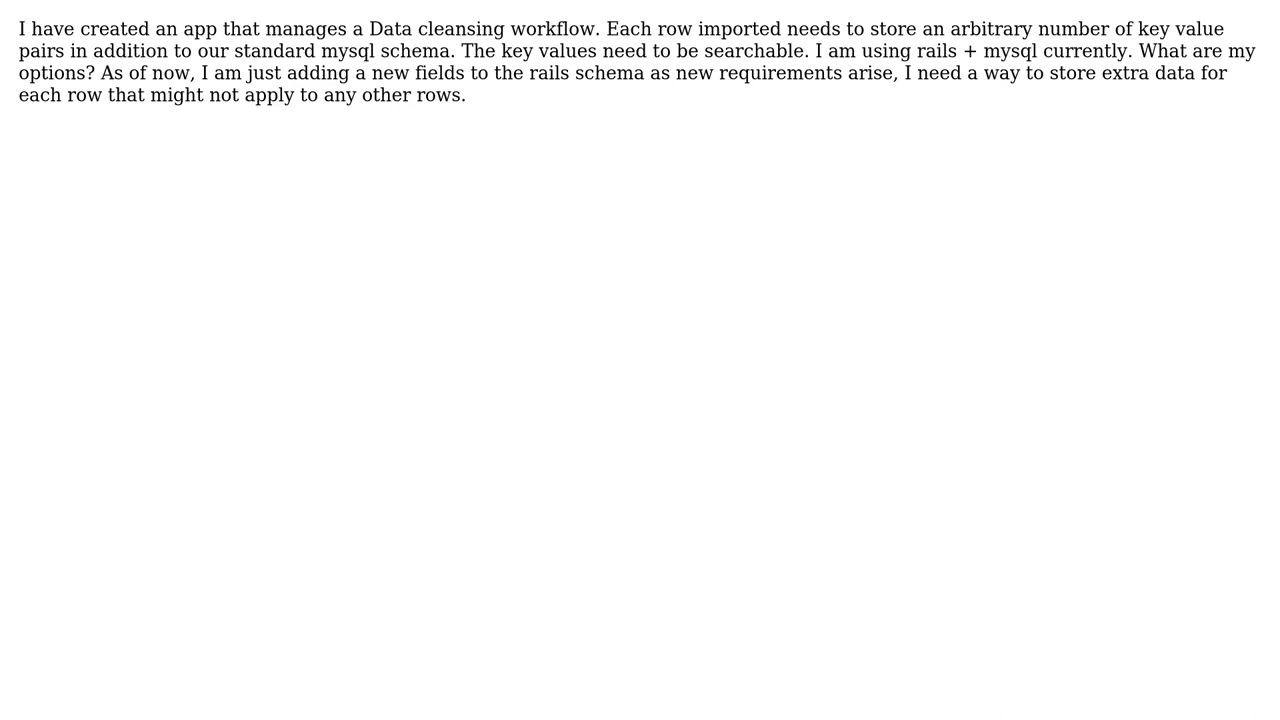 I have created an app that manages a Data cleansing workflow. Each row imported needs to store an arbitrary number of key value
pairs in addition to our standard mysql schema. The key values need to be searchable. I am using rails + mysql currently. What are my
options? As of now, I am just adding a new fields to the rails schema as new requirements arise, I need a way to store extra data for
each row that might not apply to any other rows.